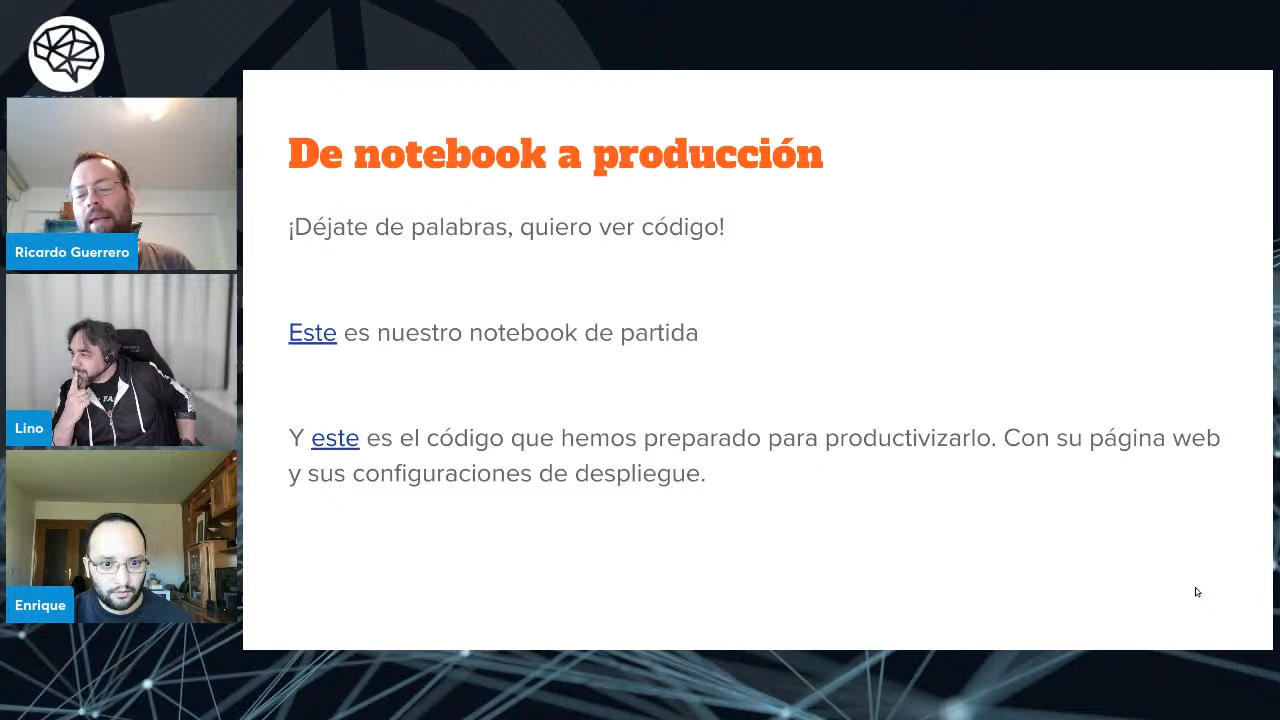 De notebook a producción
¡Déjate de palabras, quiero ver código!
Este es nuestro notebook de partida
Y este es el código que hemos preparado para productivizarlo. Con su página web
y sus configuraciones de despliegue.
Ricardo Guerrero
Lino
Enrique